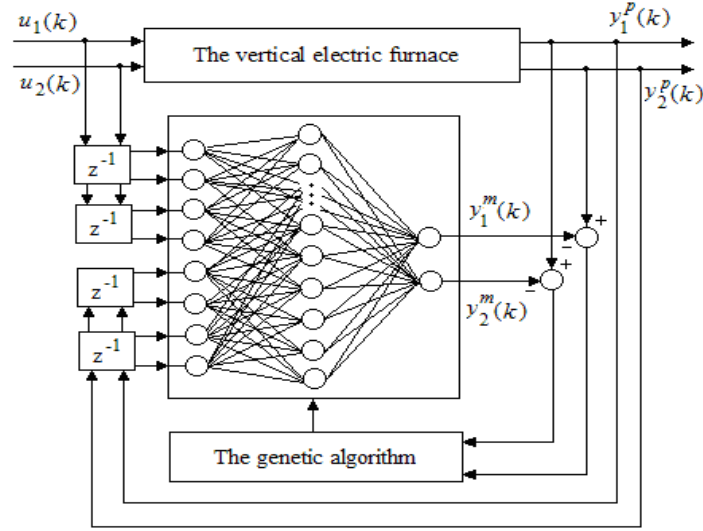 u₁(k)
y₁ᵖ(k)
The vertical electric furnace
u₂(k)
y₂ᵖ(k)
z⁻¹
z⁻¹
y₁ᵐ(k)
+
−
+
−
z⁻¹
y₂ᵐ(k)
z⁻¹
The genetic algorithm